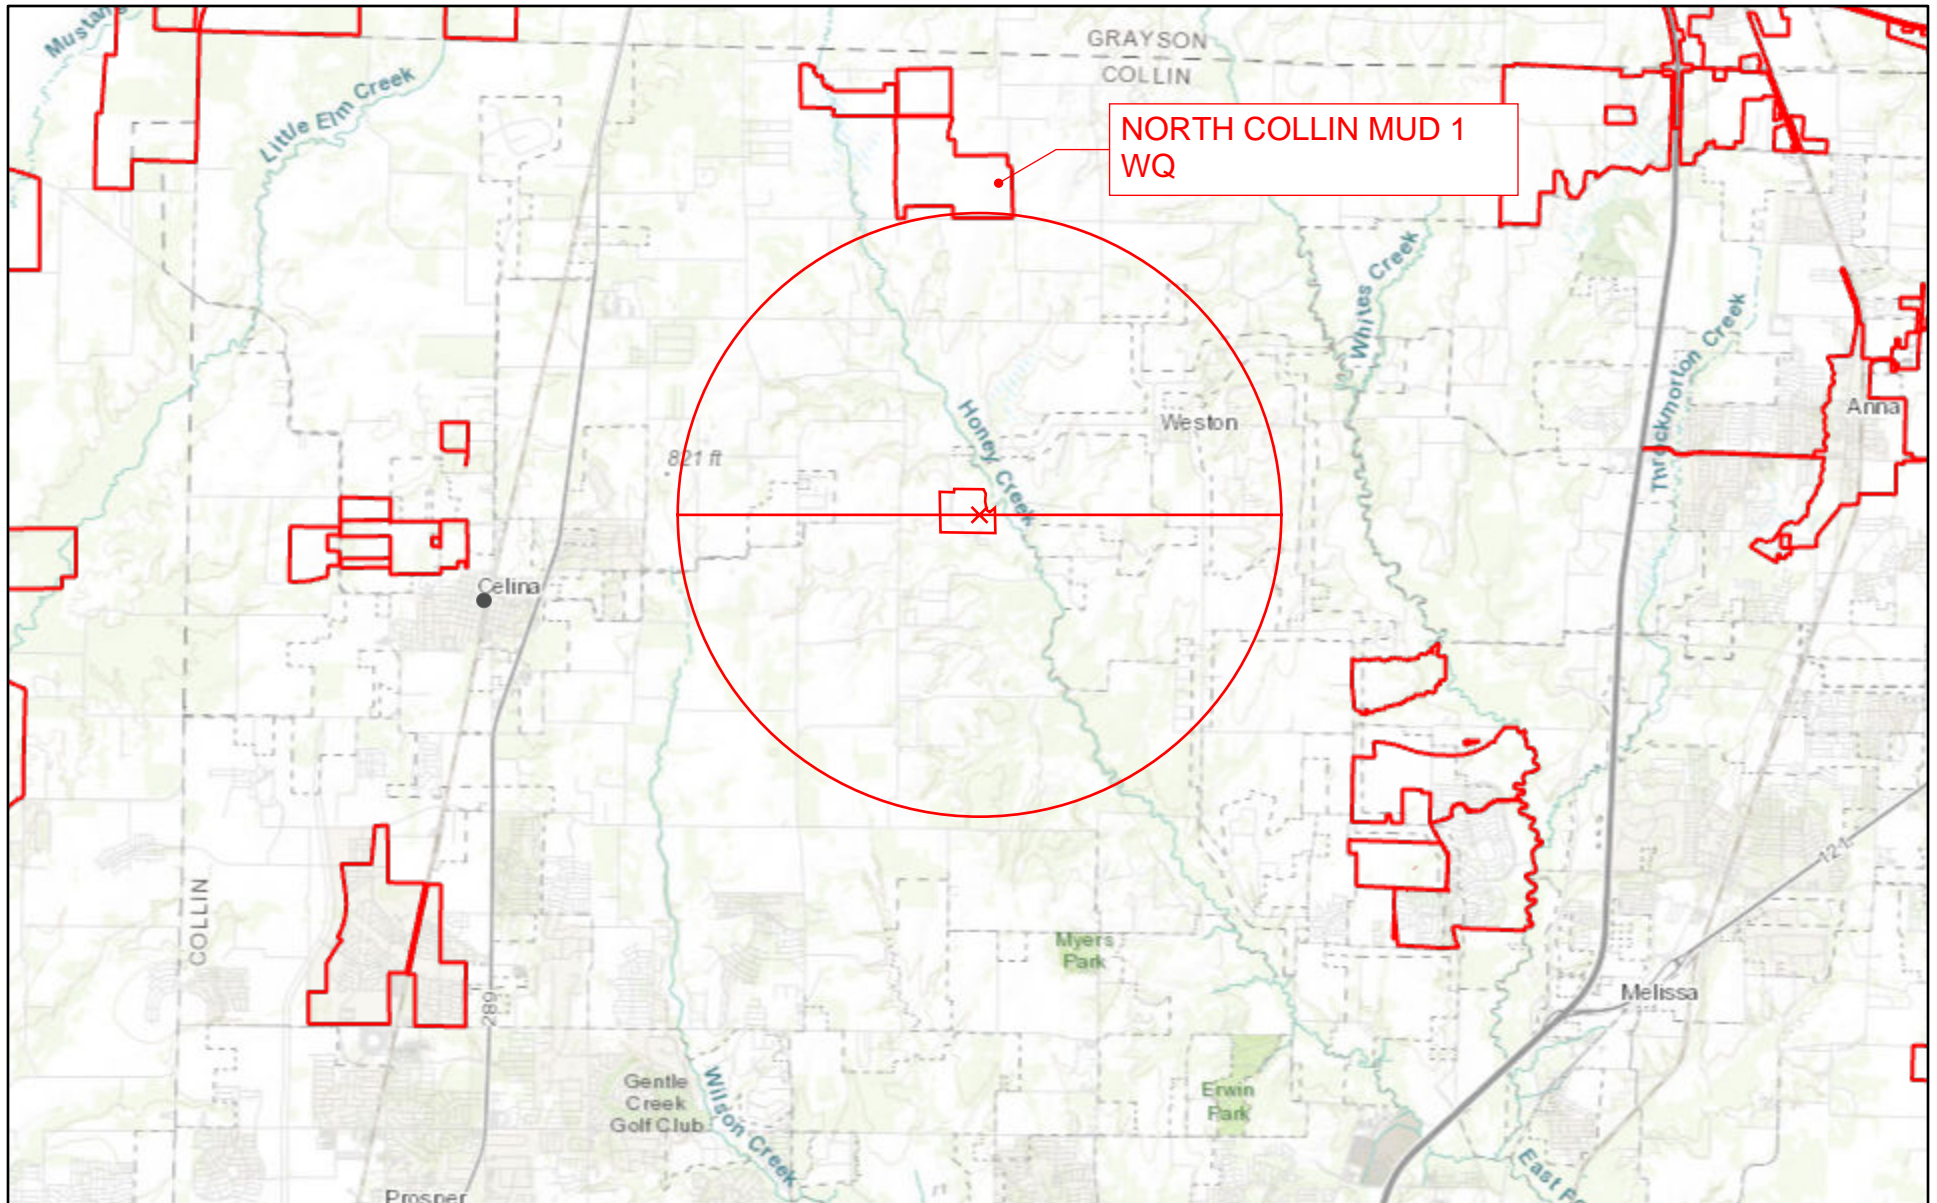 Mustang
GRAYSON
COLLIN
Little Elm Creek
NORTH COLLIN MUD 1
WQ
Whites Creek
Throckmorton Creek
Anna
Honey Creek
Weston
821 ft
Celina
COLLIN
121
Myers
Park
289
Melissa
Gentle
Creek
Golf Club
Wilson Creek
Erwin
Park
East
Prosper